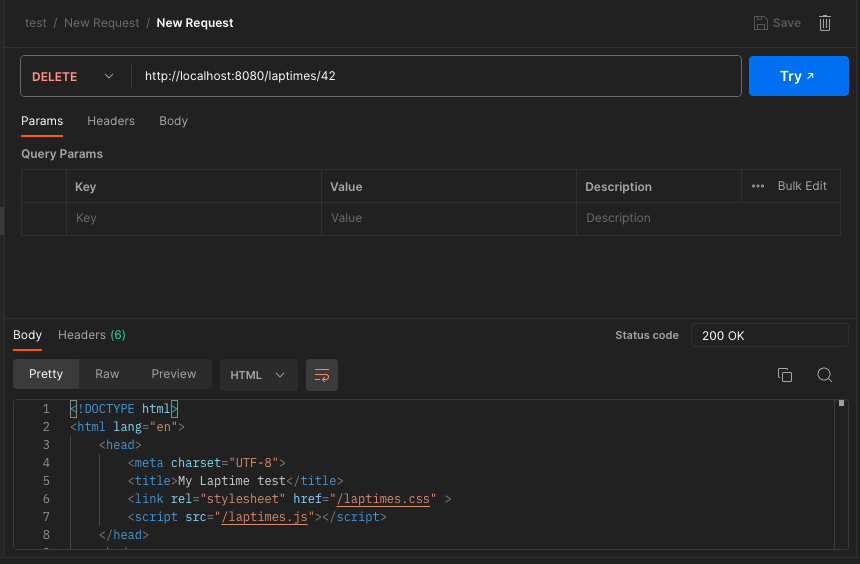 test / New Request / New Request
Save
DELETE
http://localhost:8080/laptimes/42
Try ↗
Params Headers Body
Query Params
Key Value Description ••• Bulk Edit
Key Value Description
Body Headers (6) Status code 200 OK
Pretty Raw Preview HTML
1 <!DOCTYPE html>
2 <html lang="en">
3 <head>
4 <meta charset="UTF-8">
5 <title>My Laptime test</title>
6 <link rel="stylesheet" href="/laptimes.css" >
7 <script src="/laptimes.js"></script>
8 </head>